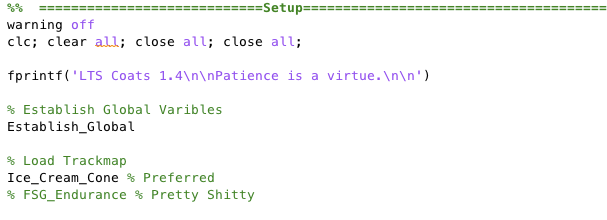 %%  ============================Setup======================================
warning off
clc; clear all; close all; close all;
fprintf('LTS Coats 1.4\n\nPatience is a virtue.\n\n')
% Establish Global Varibles
Establish_Global
% Load Trackmap
Ice_Cream_Cone % Preferred
% FSG_Endurance % Pretty Shitty